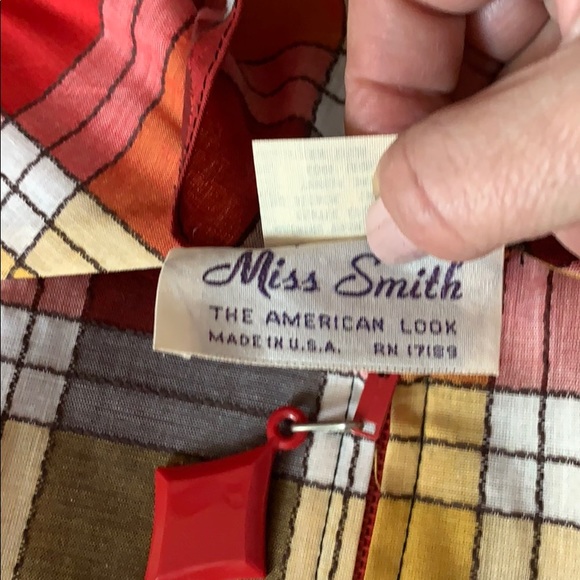 Miss Smith
THE AMERICAN LOOK
MADE IN U.S.A. RN 17189